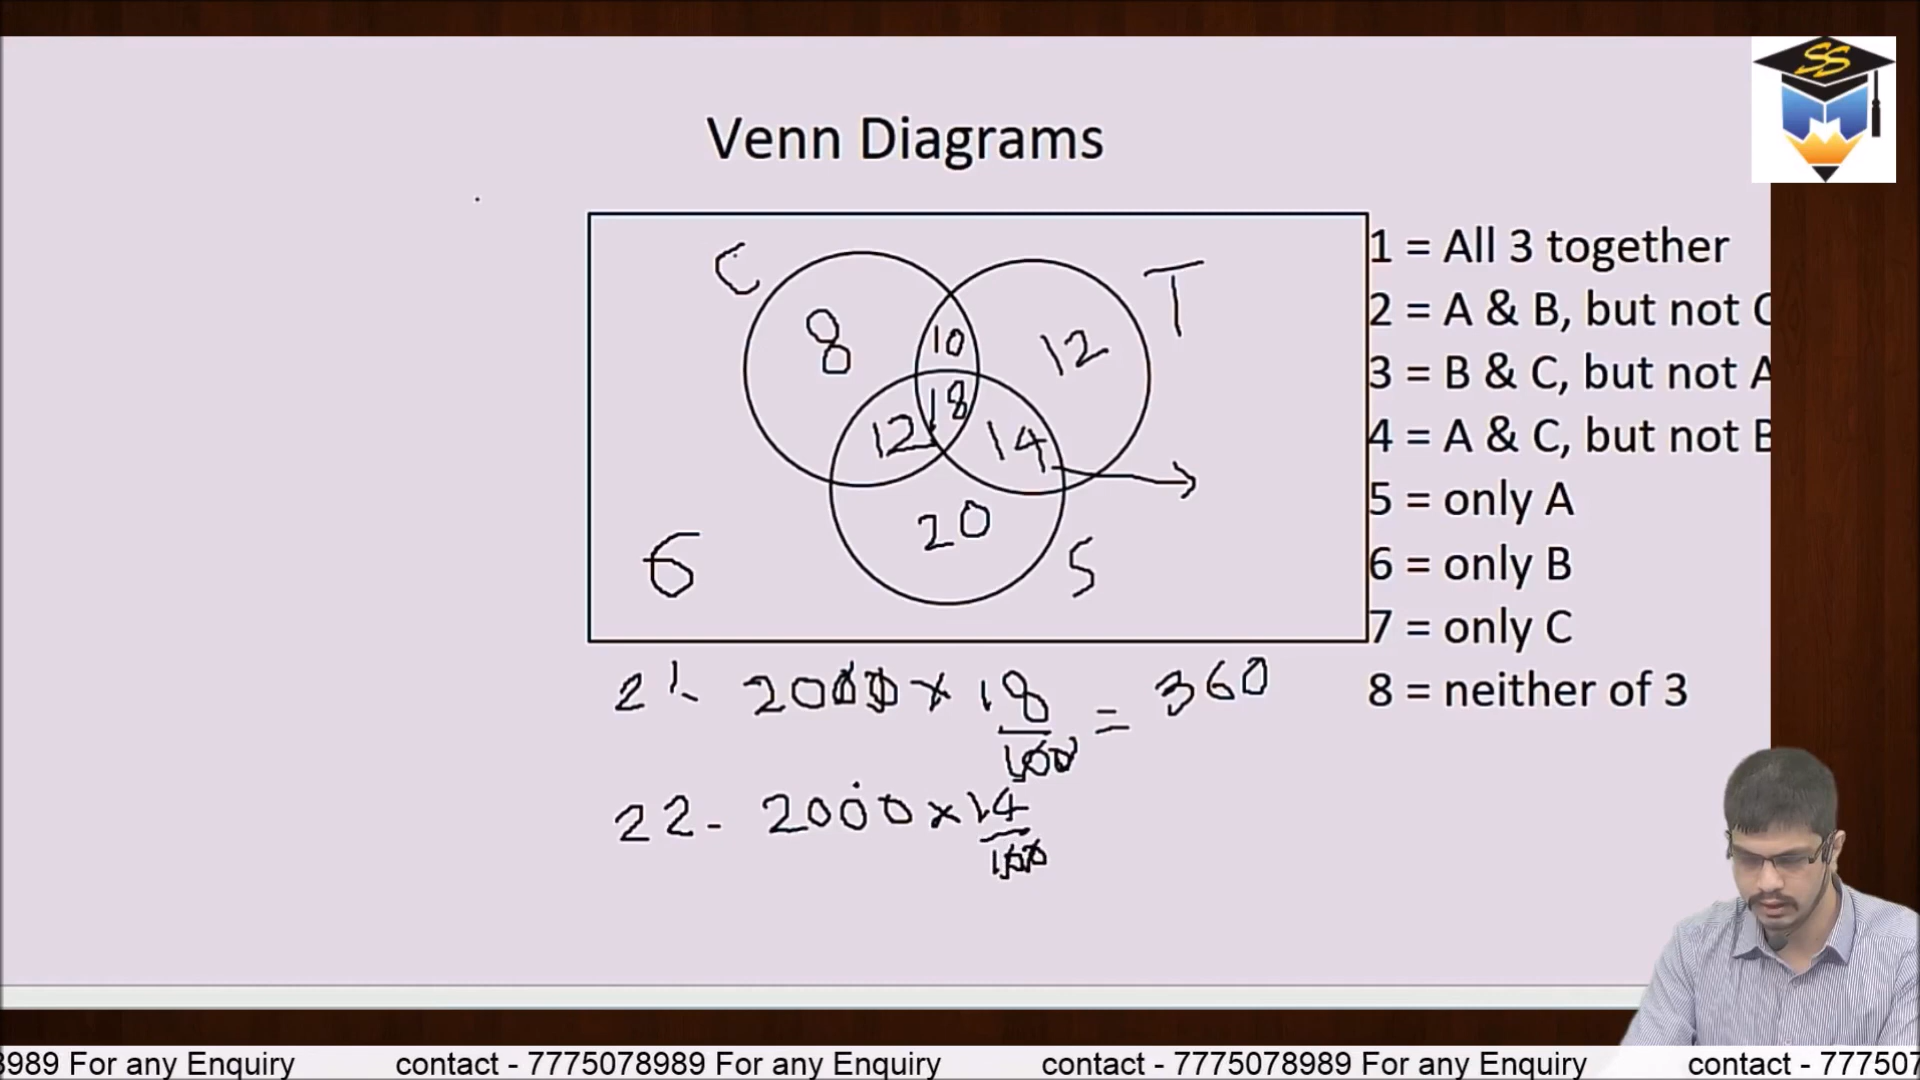 SS
Venn Diagrams
C
T
8
10
12
18
12
14
20
6
S
1 = All 3 together
2 = A & B, but not C
3 = B & C, but not A
4 = A & C, but not B
5 = only A
6 = only B
7 = only C
8 = neither of 3
21. 2000 × 18/100 = 360
22- 2000 × 14/100
8989 For any Enquiry contact - 7775078989 For any Enquiry contact - 7775078989 For any Enquiry contact - 777507